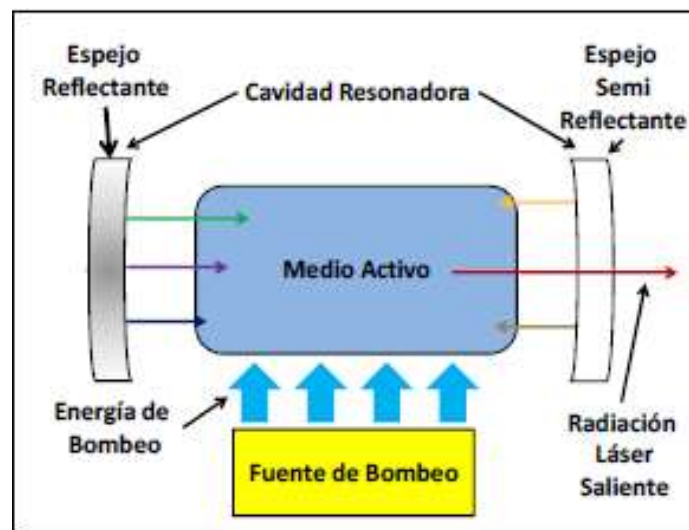 Espejo
Reflectante
Cavidad Resonadora
Espejo
Semi
Reflectante
Medio Activo
Energía de
Bombeo
Fuente de Bombeo
Radiación
Láser
Saliente